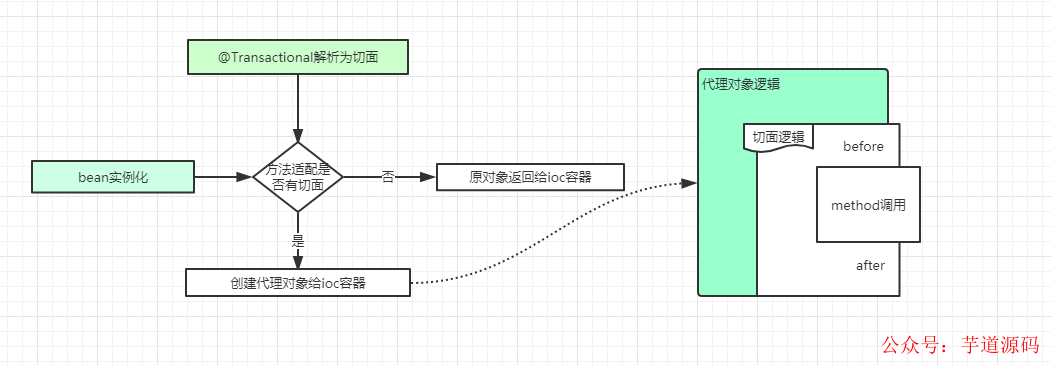 @Transactional解析为切面
代理对象逻辑
切面逻辑
before
bean实例化
方法适配是
否有切面
否
原对象返回给ioc容器
method调用
是
创建代理对象给ioc容器
after
公众号：芋道源码